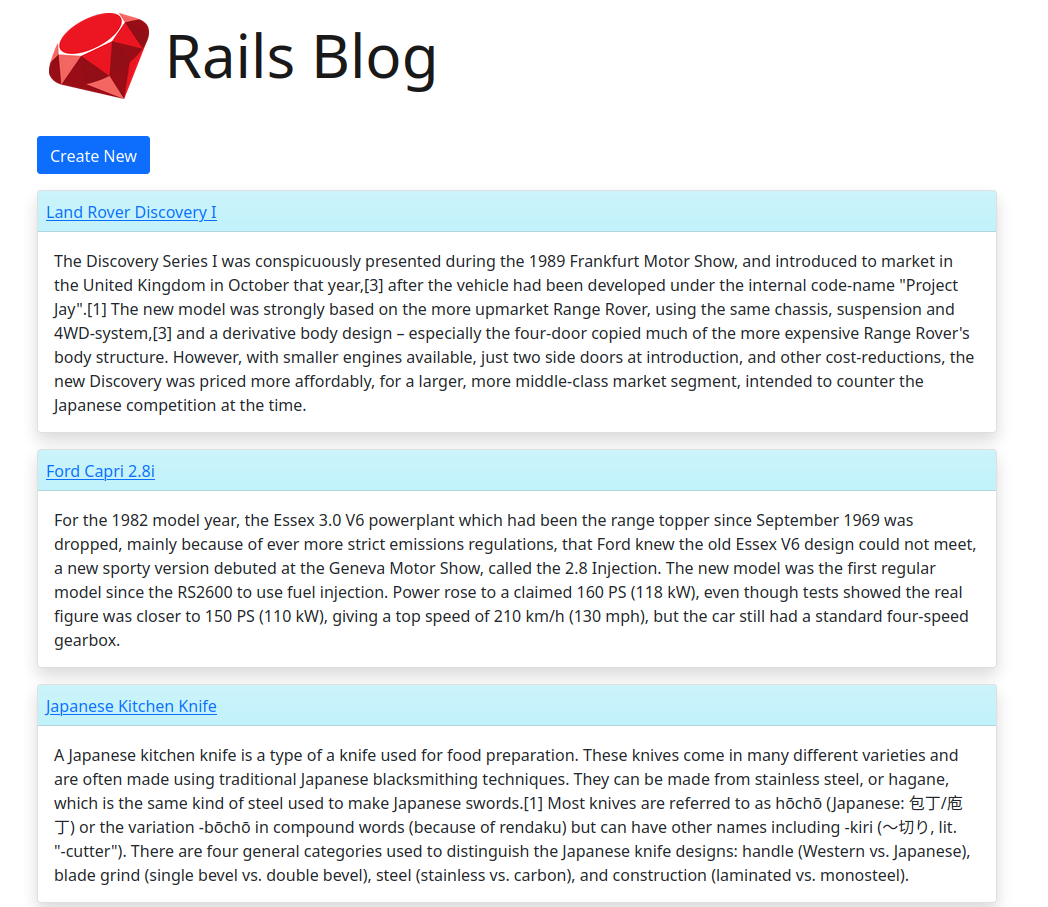 Rails Blog
Create New
Land Rover Discovery I
The Discovery Series I was conspicuously presented during the 1989 Frankfurt Motor Show, and introduced to market in
the United Kingdom in October that year,[3] after the vehicle had been developed under the internal code-name "Project
Jay".[1] The new model was strongly based on the more upmarket Range Rover, using the same chassis, suspension and
4WD-system,[3] and a derivative body design – especially the four-door copied much of the more expensive Range Rover's
body structure. However, with smaller engines available, just two side doors at introduction, and other cost-reductions, the
new Discovery was priced more affordably, for a larger, more middle-class market segment, intended to counter the
Japanese competition at the time.
Ford Capri 2.8i
For the 1982 model year, the Essex 3.0 V6 powerplant which had been the range topper since September 1969 was
dropped, mainly because of ever more strict emissions regulations, that Ford knew the old Essex V6 design could not meet,
a new sporty version debuted at the Geneva Motor Show, called the 2.8 Injection. The new model was the first regular
model since the RS2600 to use fuel injection. Power rose to a claimed 160 PS (118 kW), even though tests showed the real
figure was closer to 150 PS (110 kW), giving a top speed of 210 km/h (130 mph), but the car still had a standard four-speed
gearbox.
Japanese Kitchen Knife
A Japanese kitchen knife is a type of a knife used for food preparation. These knives come in many different varieties and
are often made using traditional Japanese blacksmithing techniques. They can be made from stainless steel, or hagane,
which is the same kind of steel used to make Japanese swords.[1] Most knives are referred to as hōchō (Japanese: 包丁/庖
丁) or the variation -bōchō in compound words (because of rendaku) but can have other names including -kiri (〜切り, lit.
"-cutter"). There are four general categories used to distinguish the Japanese knife designs: handle (Western vs. Japanese),
blade grind (single bevel vs. double bevel), steel (stainless vs. carbon), and construction (laminated vs. monosteel).